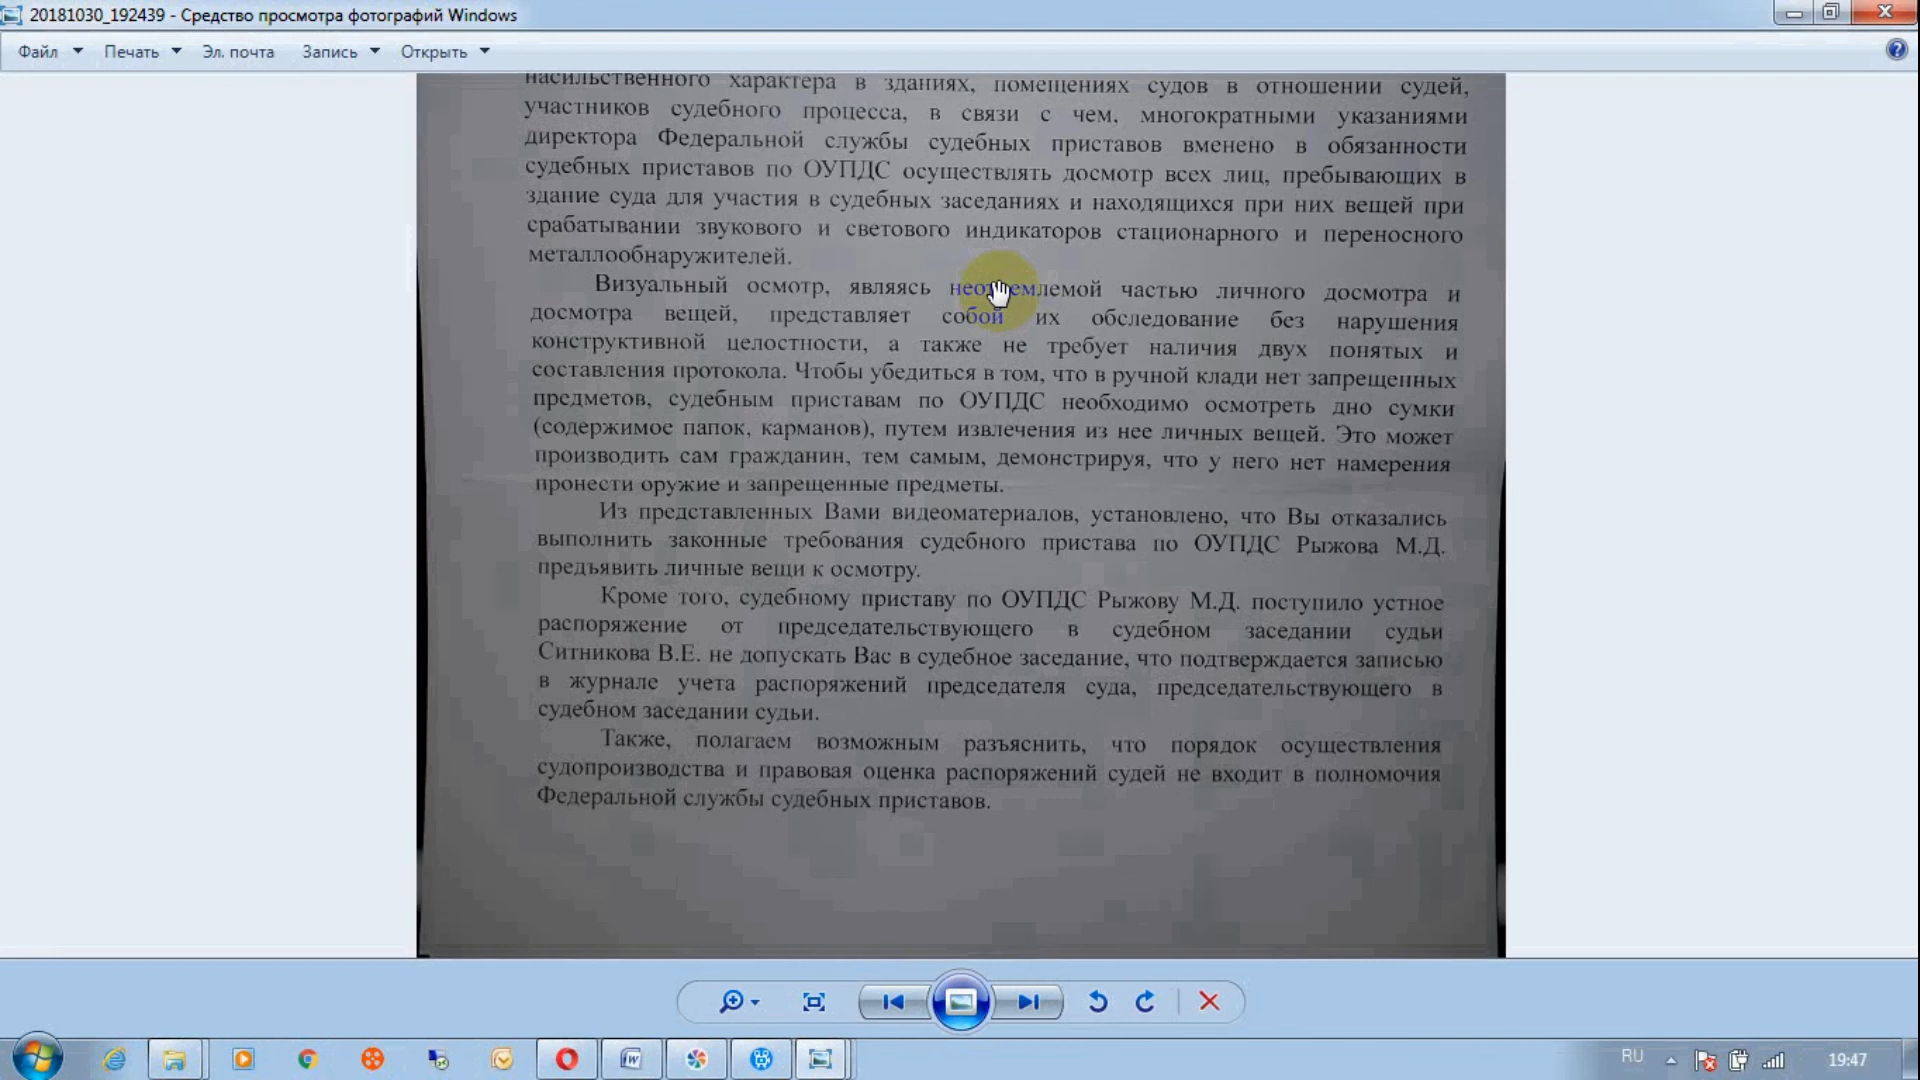 20181030_192439 - Средство просмотра фотографий Windows
Файл Печать Эл. почта Запись Открыть
насильственного характера в зданиях, помещениях судов в отношении судей,
участников судебного процесса, в связи с чем, многократными указаниями
директора Федеральной службы судебных приставов вменено в обязанности
судебных приставов по ОУПДС осуществлять досмотр всех лиц, пребывающих в
здание суда для участия в судебных заседаниях и находящихся при них вещей при
срабатывании звукового и светового индикаторов стационарного и переносного
металлообнаружителей.
Визуальный осмотр, являясь неотъемлемой частью личного досмотра и
досмотра вещей, представляет собой их обследование без нарушения
конструктивной целостности, а также не требует наличия двух понятых и
составления протокола. Чтобы убедиться в том, что в ручной клади нет запрещенных
предметов, судебным приставам по ОУПДС необходимо осмотреть дно сумки
(содержимое папок, карманов), путем извлечения из нее личных вещей. Это может
производить сам гражданин, тем самым, демонстрируя, что у него нет намерения
пронести оружие и запрещенные предметы.
Из представленных Вами видеоматериалов, установлено, что Вы отказались
выполнить законные требования судебного пристава по ОУПДС Рыжова М.Д.
предъявить личные вещи к осмотру.
Кроме того, судебному приставу по ОУПДС Рыжову М.Д. поступило устное
распоряжение от председательствующего в судебном заседании судьи
Ситникова В.Е. не допускать Вас в судебное заседание, что подтверждается записью
в журнале учета распоряжений председателя суда, председательствующего в
судебном заседании судьи.
Также, полагаем возможным разъяснить, что порядок осуществления
судопроизводства и правовая оценка распоряжений судей не входит в полномочия
Федеральной службы судебных приставов.
RU 19:47